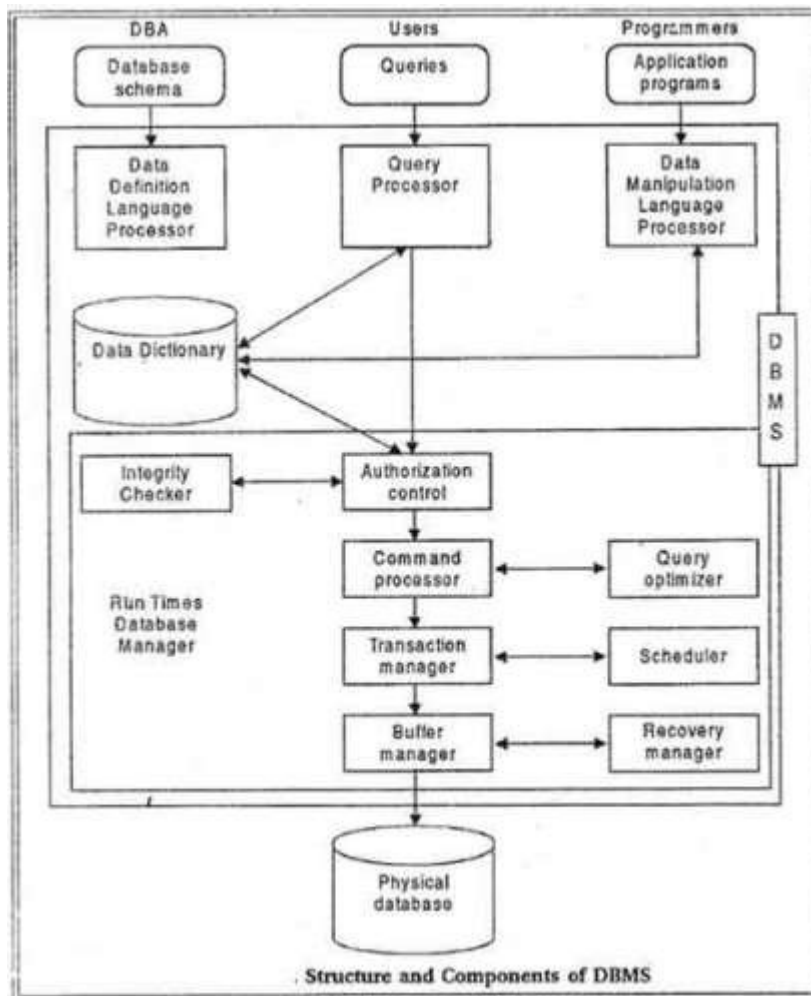 DBA
Users
Programmers
Database
schema
Queries
Application
programs
Data
Definition
Language
Processor
Query
Processor
Data
Manipulation
Language
Processor
Data Dictionary
D
B
M
S
Integrity
Checker
Authorization
control
Command
processor
Query
optimizer
Run Times
Database
Manager
Transaction
manager
Scheduler
Buffer
manager
Recovery
manager
Physical
database
Structure and Components of DBMS